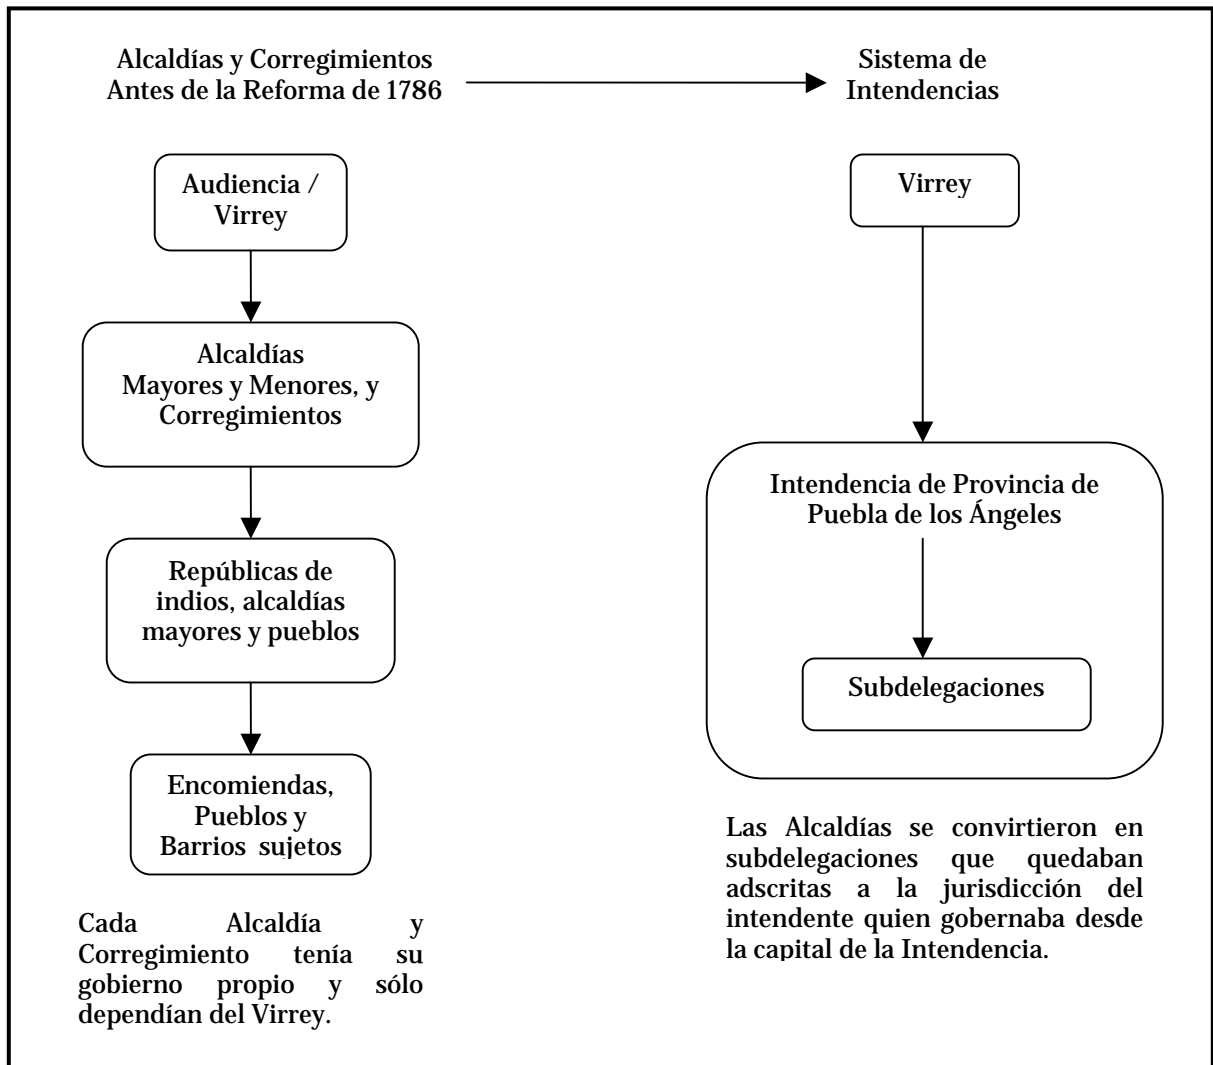 Alcaldías y Corregimientos
Antes de la Reforma de 1786
Sistema de
Intendencias
Audiencia /
Virrey
Alcaldías
Mayores y Menores, y
Corregimientos
Repúblicas de
indios, alcaldías
mayores y pueblos
Encomiendas,
Pueblos y
Barrios sujetos
Cada Alcaldía y
Corregimiento tenía su
gobierno propio y sólo
dependían del Virrey.
Virrey
Intendencia de Provincia de
Puebla de los Ángeles
Subdelegaciones
Las Alcaldías se convirtieron en
subdelegaciones que quedaban
adscritas a la jurisdicción del
intendente quien gobernaba desde
la capital de la Intendencia.